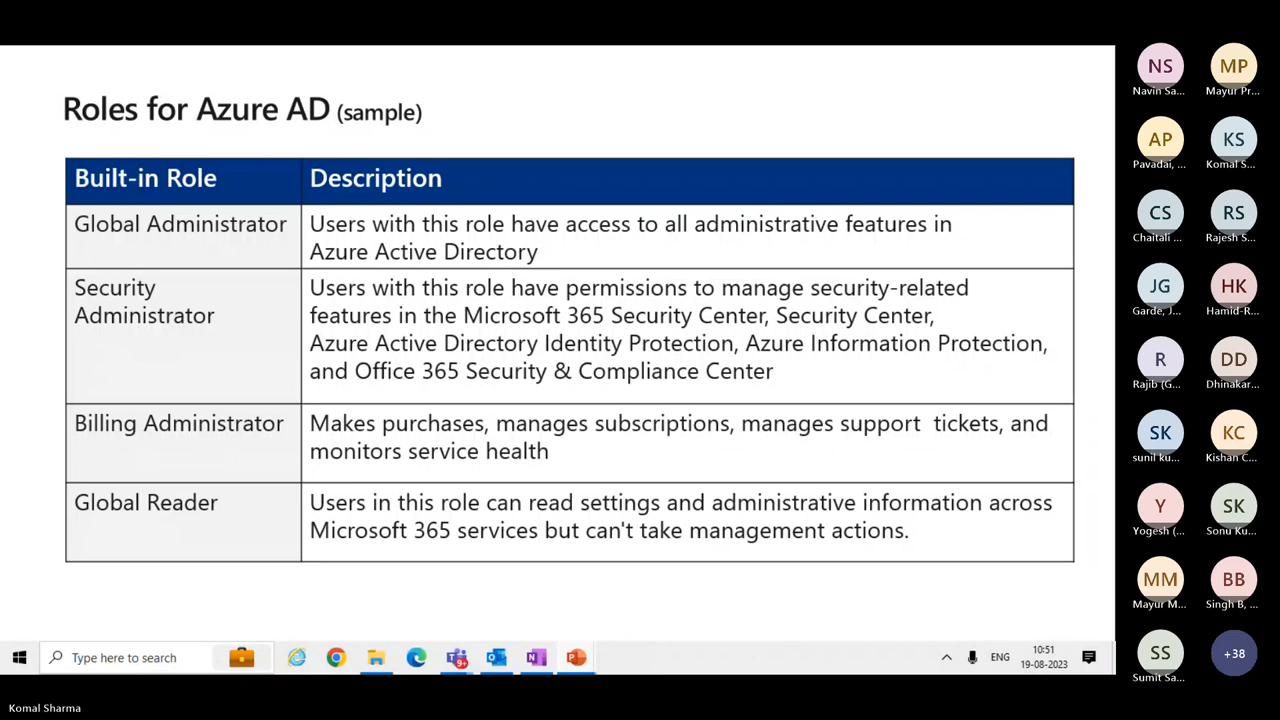 Roles for Azure AD (sample)
Built-in Role
Description
Global Administrator
Users with this role have access to all administrative features in
Azure Active Directory
Security
Administrator
Users with this role have permissions to manage security-related
features in the Microsoft 365 Security Center, Security Center,
Azure Active Directory Identity Protection, Azure Information Protection,
and Office 365 Security & Compliance Center
Billing Administrator
Makes purchases, manages subscriptions, manages support tickets, and
monitors service health
Global Reader
Users in this role can read settings and administrative information across
Microsoft 365 services but can't take management actions.
NS
MP
Navin Sa...
Mayur Pr...
AP
KS
Pavadai, ...
Komal S...
CS
RS
Chaitali ...
Rajesh S...
JG
HK
Garde, J...
Hamid-R...
R
DD
Rajib (G...
Dhinakar...
SK
KC
sunil ku...
Kishan C...
Y
SK
Yogesh (...
Sonu Ku...
MM
BB
Mayur M...
Singh B, ...
SS
+38
Sumit Sa...
Type here to search
9+
ENG
10:51
19-08-2023
Komal Sharma